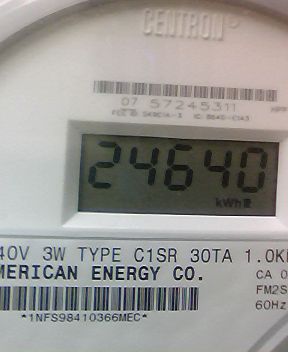 CENTRON
07 57245311
24640
kWh
40V 3W TYPE C1SR 30TA 1.0K
MERICAN ENERGY CO.
CA 0
FM2S
60Hz
*1NFS98410366MEC*